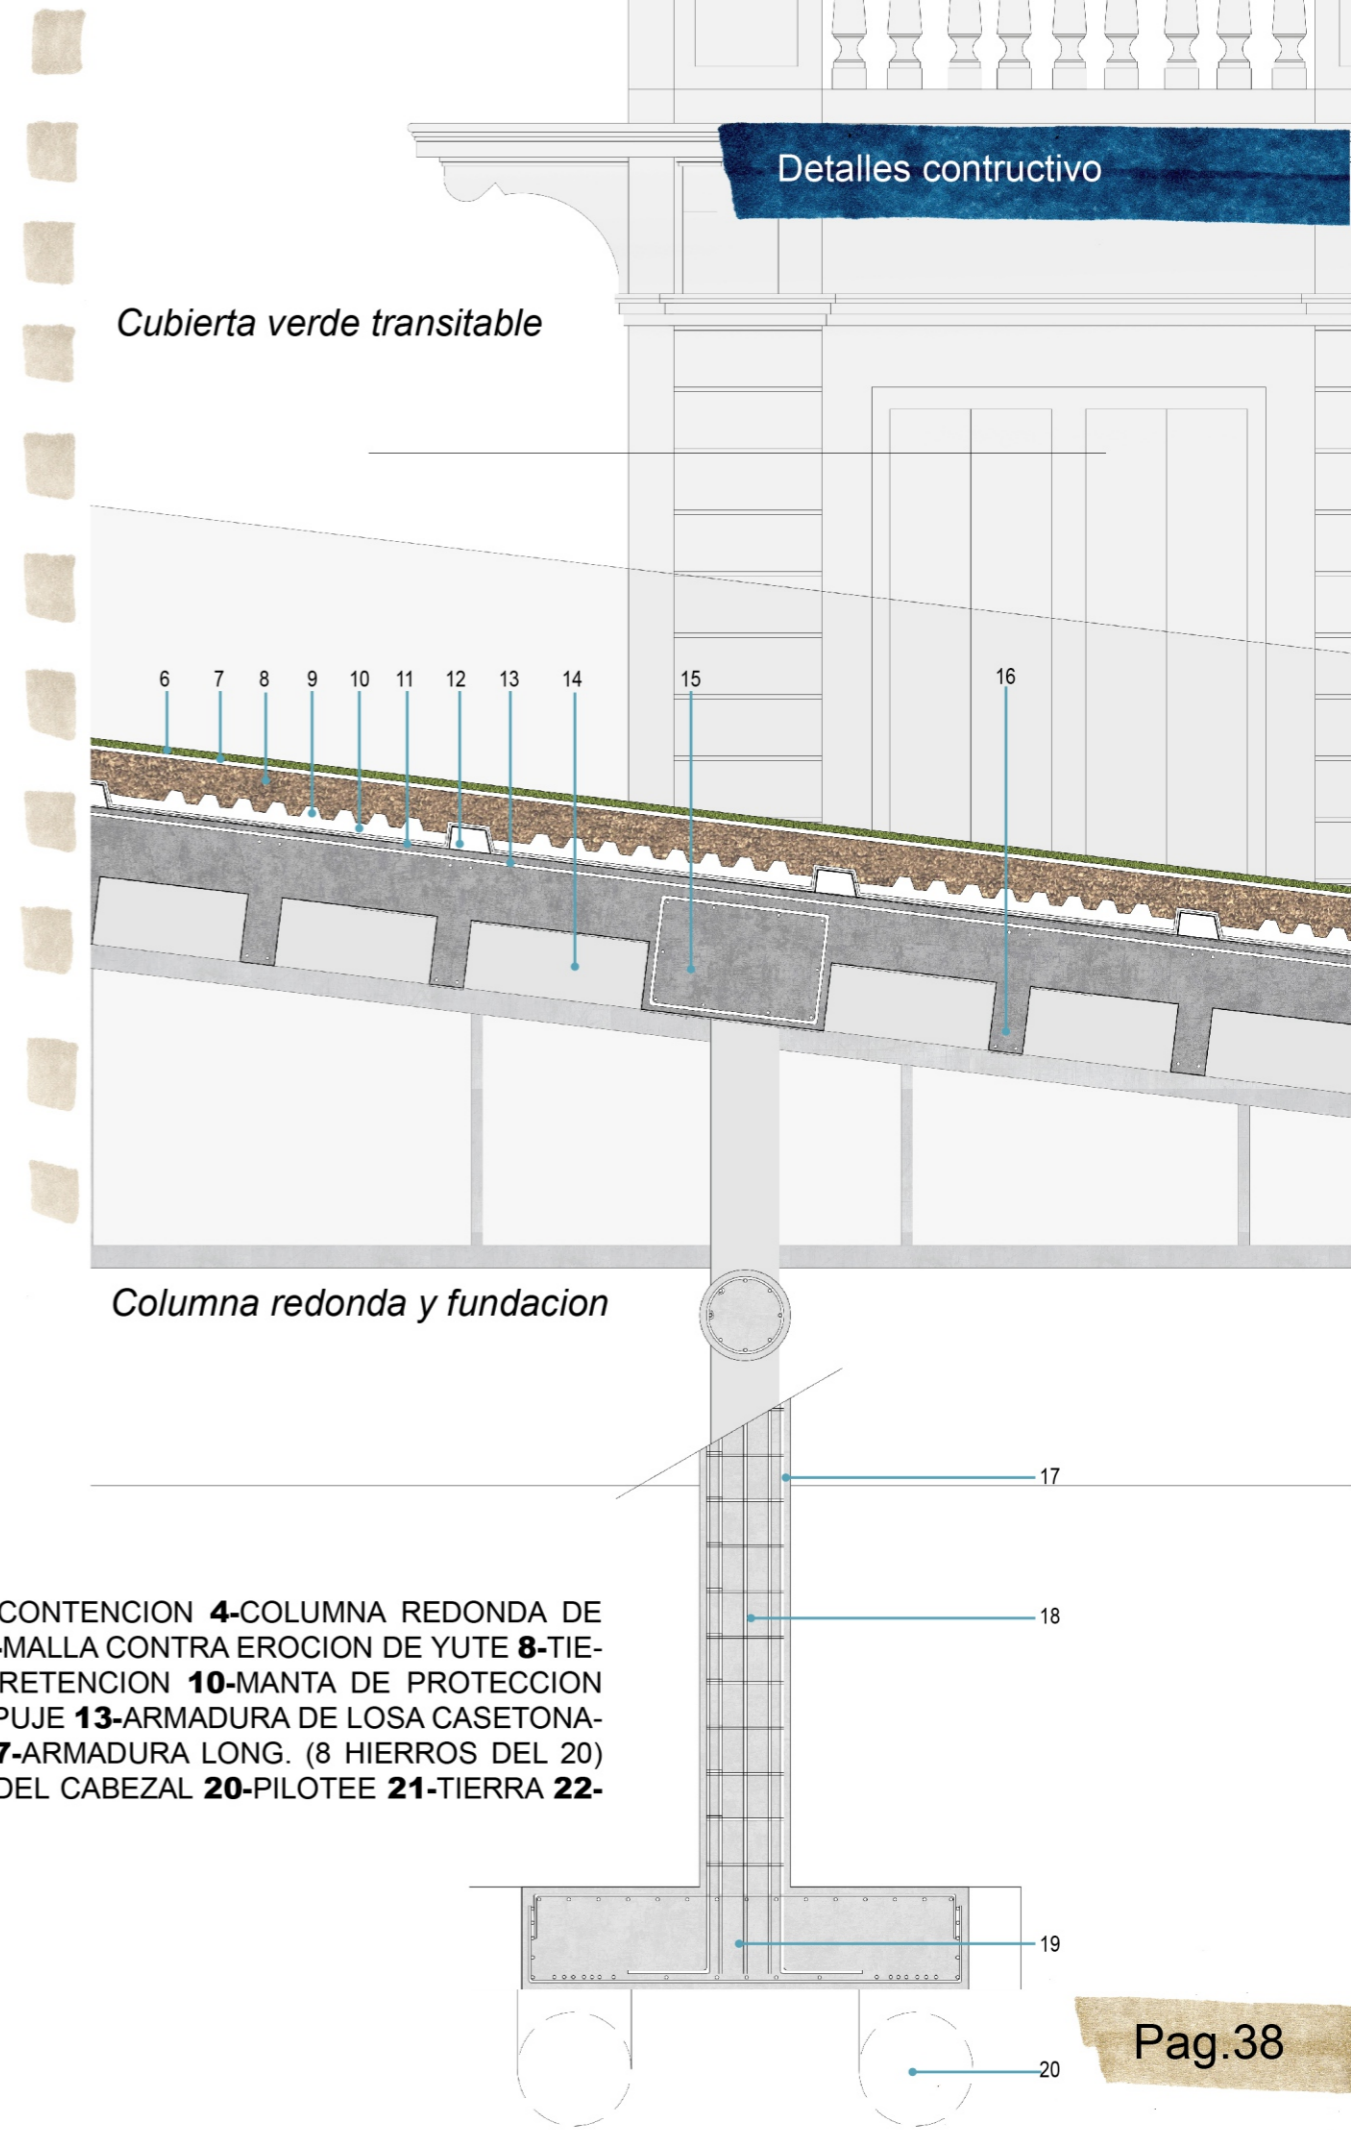 Detalles contructivo
Cubierta verde transitable
6 7 8 9 10 11 12 13 14 15 16
Columna redonda y fundacion
17
18
CONTENCION 4-COLUMNA REDONDA DE
-MALLA CONTRA EROCION DE YUTE 8-TIE-
RETENCION 10-MANTA DE PROTECCION
PUJE 13-ARMADURA DE LOSA CASETONA-
7-ARMADURA LONG. (8 HIERROS DEL 20)
DEL CABEZAL 20-PILOTEE 21-TIERRA 22-
19
20
Pag.38